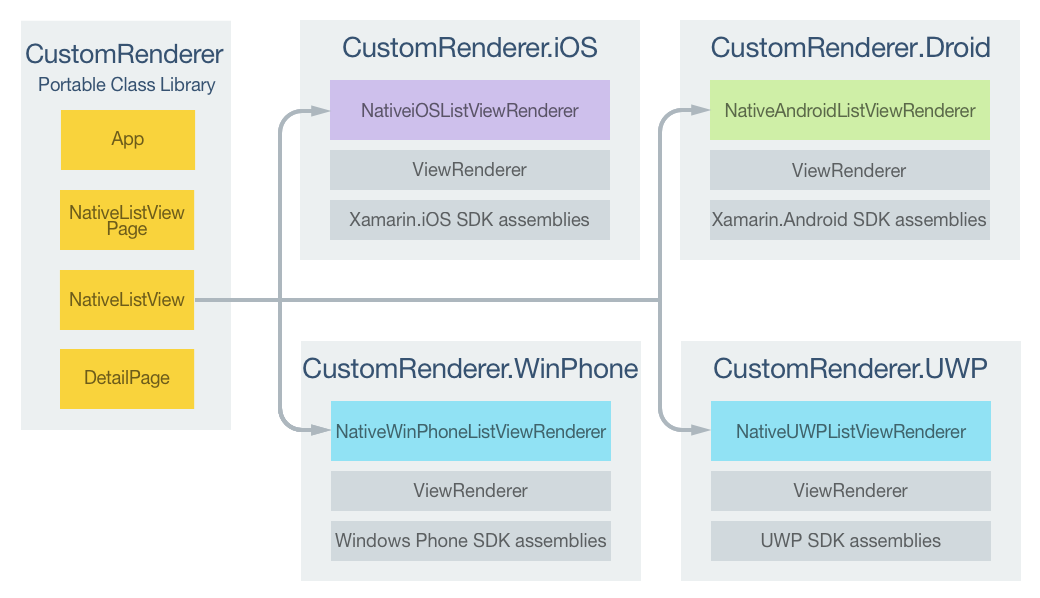 CustomRenderer
Portable Class Library
App
NativeListView
Page
NativeListView
DetailPage
CustomRenderer.iOS
NativeiOSListViewRenderer
ViewRenderer
Xamarin.iOS SDK assemblies
CustomRenderer.Droid
NativeAndroidListViewRenderer
ViewRenderer
Xamarin.Android SDK assemblies
CustomRenderer.WinPhone
NativeWinPhoneListViewRenderer
ViewRenderer
Windows Phone SDK assemblies
CustomRenderer.UWP
NativeUWPListViewRenderer
ViewRenderer
UWP SDK assemblies